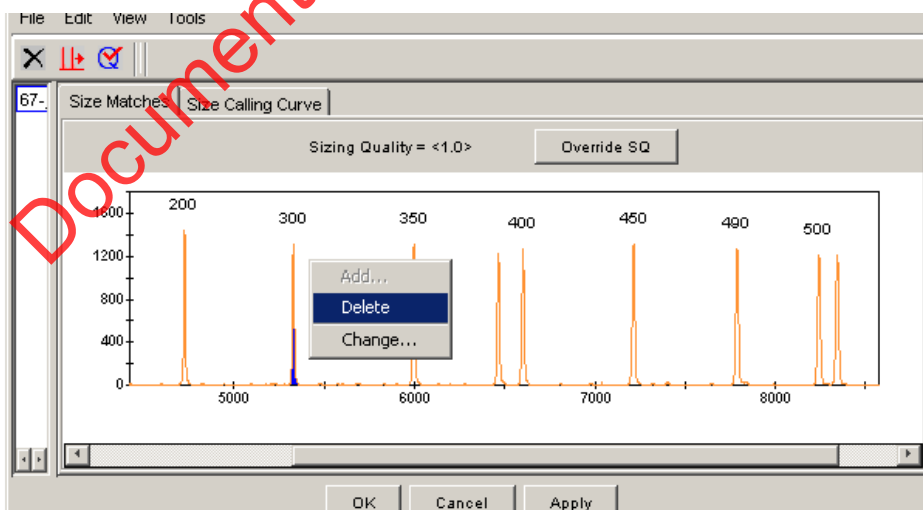 File Edit View Tools
67-
Size Matches Size Calling Curve
Sizing Quality = <1.0> Override SQ
200 300 350 400 450 490 500
1600
1200
800
400
0
5000 6000 7000 8000
Add...
Delete
Change...
OK Cancel Apply
Document